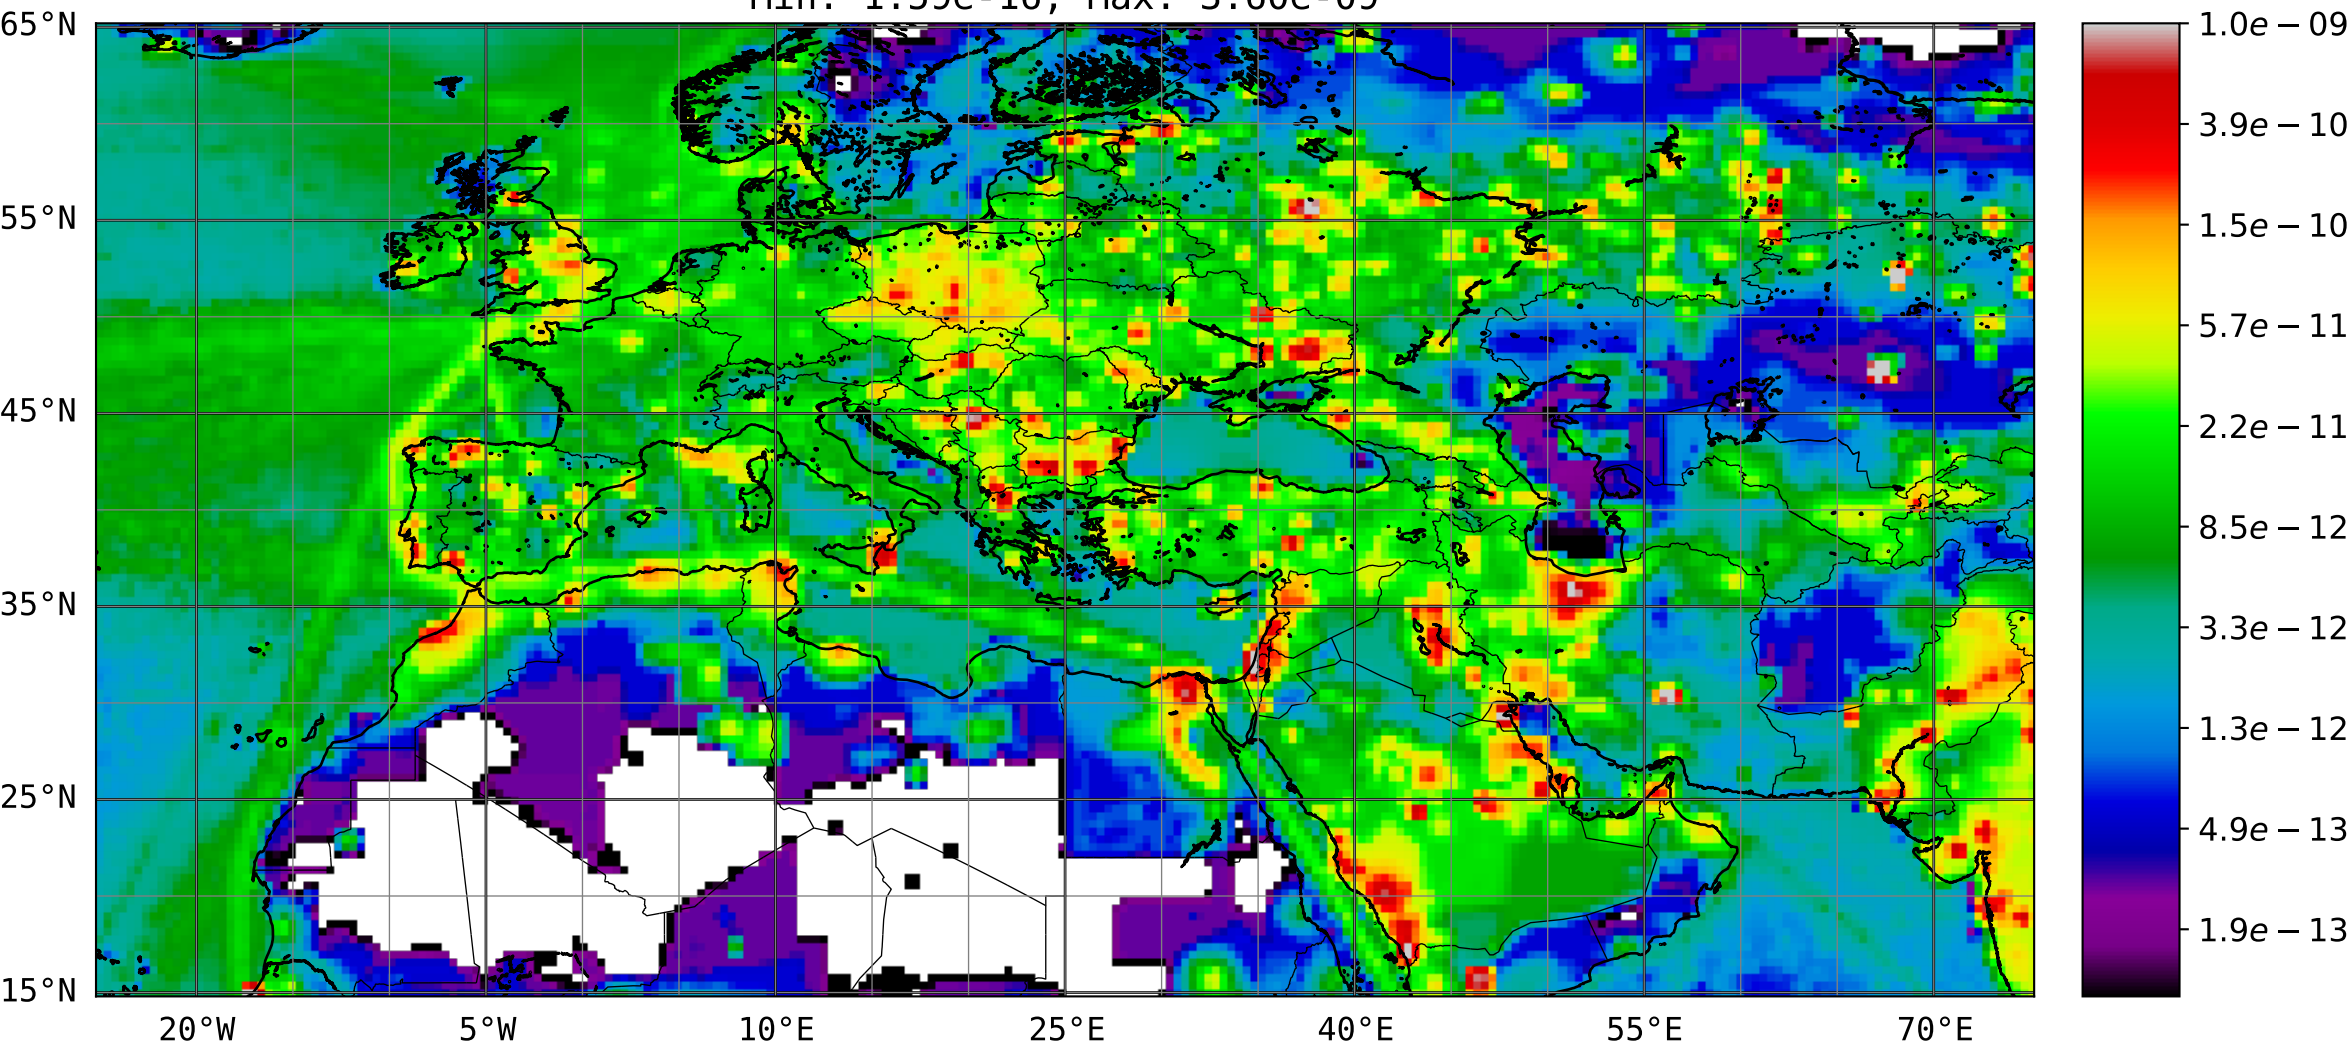 65°N
55°N
45°N
35°N
25°N
15°N
20°W 5°W 10°E 25°E 40°E 55°E 70°E
1.0e − 09
3.9e − 10
1.5e − 10
5.7e − 11
2.2e − 11
8.5e − 12
3.3e − 12
1.3e − 12
4.9e − 13
1.9e − 13